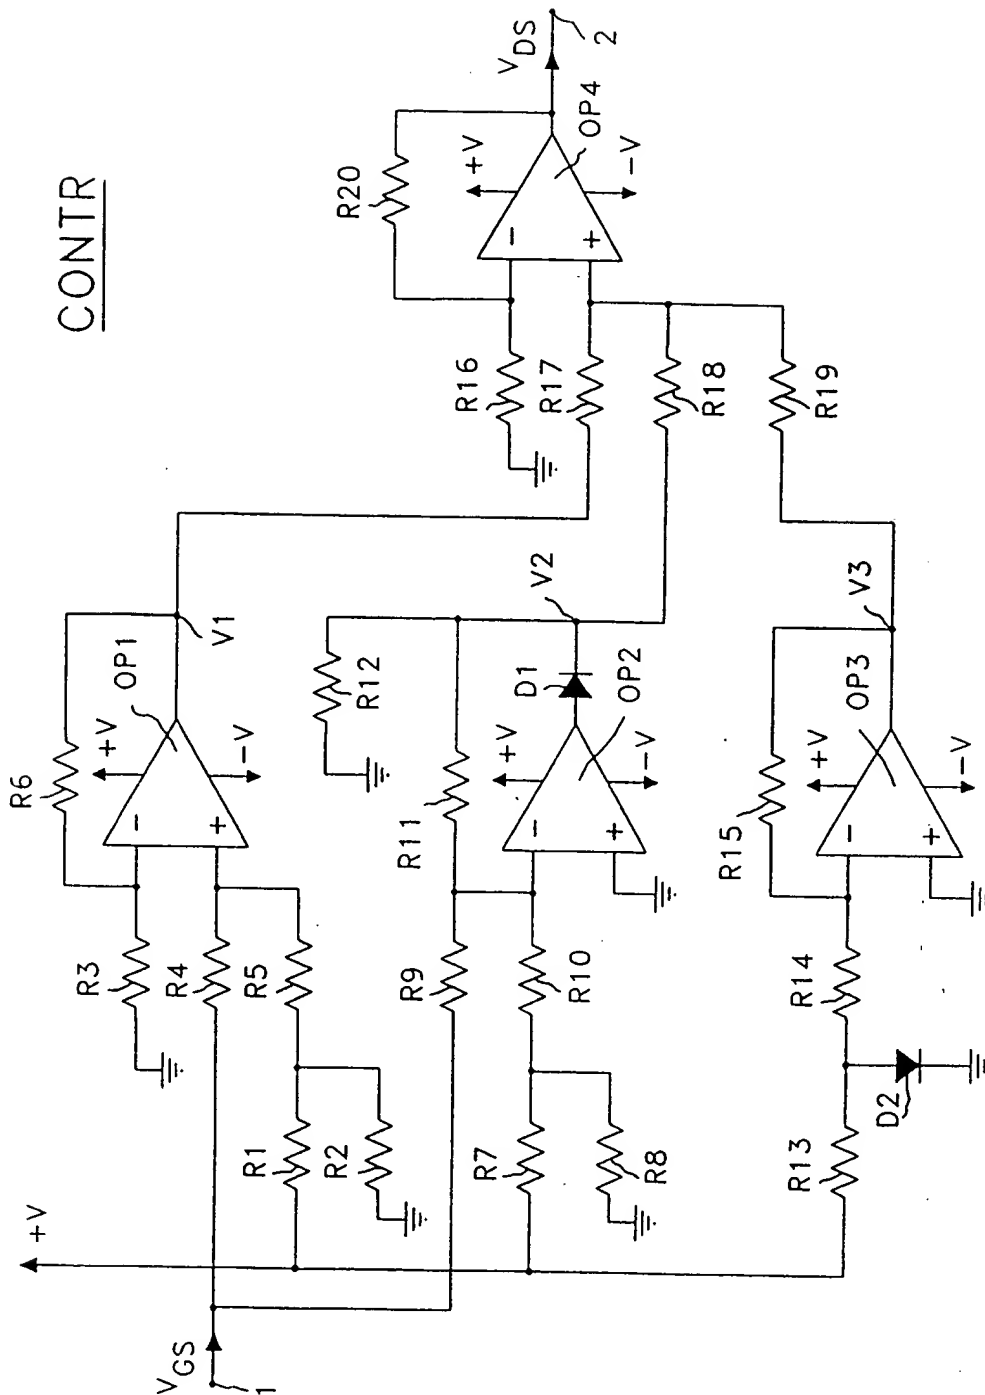 CONTR
+V
V_GS
1
R1
R2
R3
R4
R5
R6
−
+
+V
−V
OP1
V1
R7
R8
R9
R10
R11
R12
−
+
+V
−V
OP2
D1
V2
R13
D2
R14
R15
−
+
+V
−V
OP3
V3
R16
R17
R18
R19
R20
−
+
+V
−V
OP4
V_DS
2